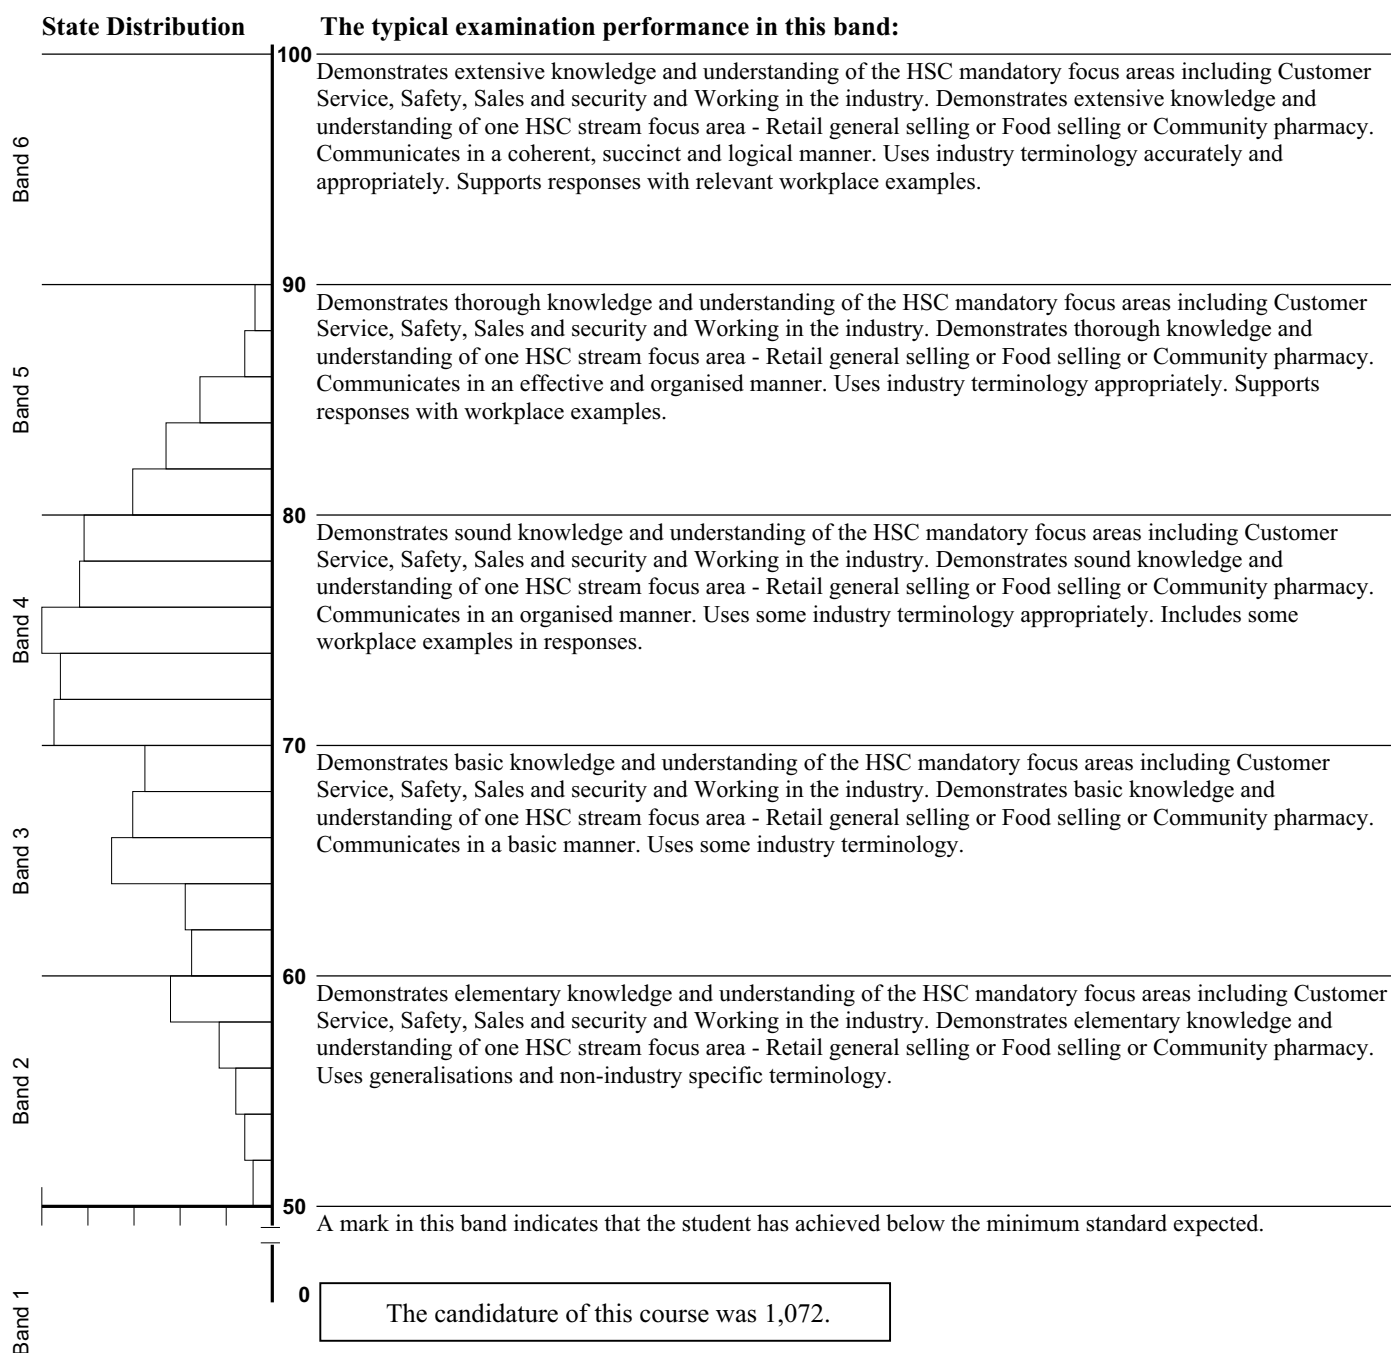 State Distribution
The typical examination performance in this band:
100
Demonstrates extensive knowledge and understanding of the HSC mandatory focus areas including Customer
Service, Safety, Sales and security and Working in the industry. Demonstrates extensive knowledge and
understanding of one HSC stream focus area - Retail general selling or Food selling or Community pharmacy.
Communicates in a coherent, succinct and logical manner. Uses industry terminology accurately and
appropriately. Supports responses with relevant workplace examples.
Band 6
90
Demonstrates thorough knowledge and understanding of the HSC mandatory focus areas including Customer
Service, Safety, Sales and security and Working in the industry. Demonstrates thorough knowledge and
understanding of one HSC stream focus area - Retail general selling or Food selling or Community pharmacy.
Communicates in an effective and organised manner. Uses industry terminology appropriately. Supports
responses with workplace examples.
Band 5
80
Demonstrates sound knowledge and understanding of the HSC mandatory focus areas including Customer
Service, Safety, Sales and security and Working in the industry. Demonstrates sound knowledge and
understanding of one HSC stream focus area - Retail general selling or Food selling or Community pharmacy.
Communicates in an organised manner. Uses some industry terminology appropriately. Includes some
workplace examples in responses.
Band 4
70
Demonstrates basic knowledge and understanding of the HSC mandatory focus areas including Customer
Service, Safety, Sales and security and Working in the industry. Demonstrates basic knowledge and
understanding of one HSC stream focus area - Retail general selling or Food selling or Community pharmacy.
Communicates in a basic manner. Uses some industry terminology.
Band 3
60
Demonstrates elementary knowledge and understanding of the HSC mandatory focus areas including Customer
Service, Safety, Sales and security and Working in the industry. Demonstrates elementary knowledge and
understanding of one HSC stream focus area - Retail general selling or Food selling or Community pharmacy.
Uses generalisations and non-industry specific terminology.
Band 2
50
A mark in this band indicates that the student has achieved below the minimum standard expected.
0
Band 1
The candidature of this course was 1,072.